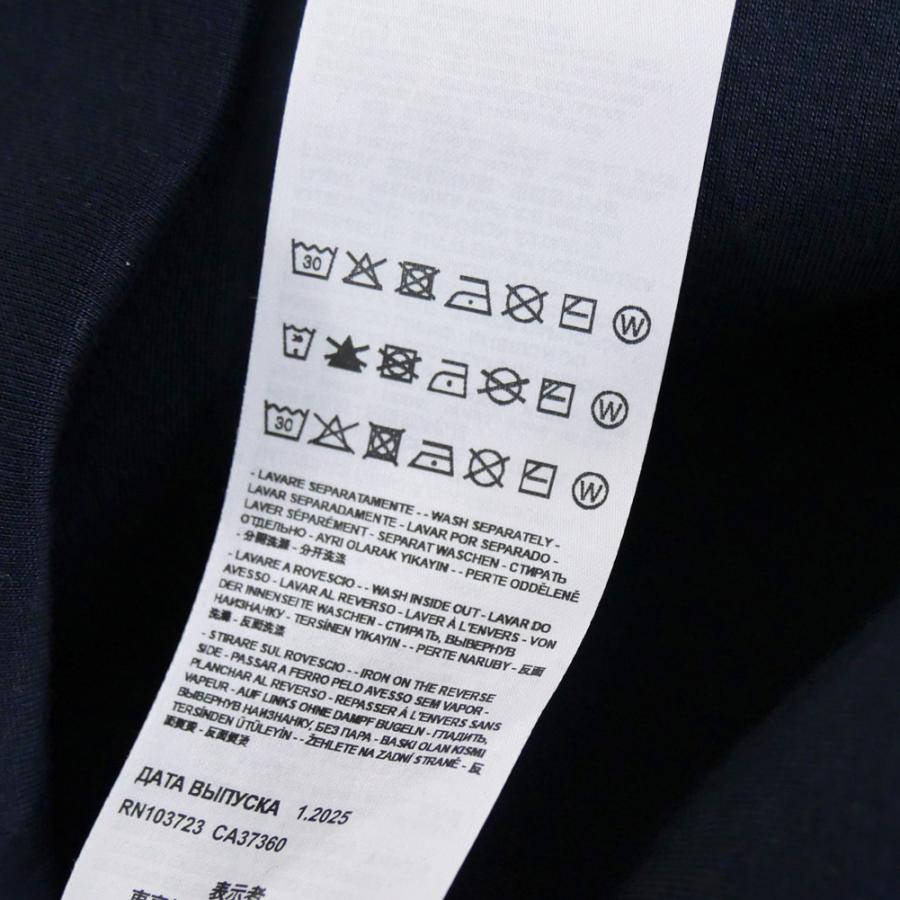 30
W
W
30
W
- LAVARE SEPARATAMENTE - - WASH SEPARATELY -
LAVAR SEPARADAMENTE - LAVAR POR SEPARADO -
LAVER SÉPARÉMENT - SEPARAT WASCHEN - СТИРАТЬ
ОТДЕЛЬНО - AYRI OLARAK YIKAYIN - - PERTE ODDĚLENĚ
- 分開洗滌 - 分开洗涤
- LAVARE A ROVESCIO - - WASH INSIDE OUT - LAVAR DO
AVESSO - LAVAR AL REVERSO - LAVER À L'ENVERS - VON
DER INNENSEITE WASCHEN - СТИРАТЬ, ВЫВЕРНУВ
НАИЗНАНКУ - TERSİNEN YIKAYIN - - PERTE NARUBY - 反面
洗滌 - 反面洗涤
- STIRARE SUL ROVESCIO - - IRON ON THE REVERSE
SIDE - PASSAR A FERRO PELO AVESSO SEM VAPOR -
PLANCHAR AL REVERSO - REPASSER À L'ENVERS SANS
VAPEUR - AUF LINKS OHNE DAMPF BUGELN - ГЛАДИТЬ,
ВЫВЕРНУВ НАИЗНАНКУ, БЕЗ ПАРА - BASKI OLAN KISMI
TERSİNDEN ÜTÜLEYİN - - ŽEHLETE NA ZADNÍ STRANĚ - 反
面熨燙 - 反面熨烫
ДАТА ВЫПУСКА 1.2025
RN103723 CA37360
表示者